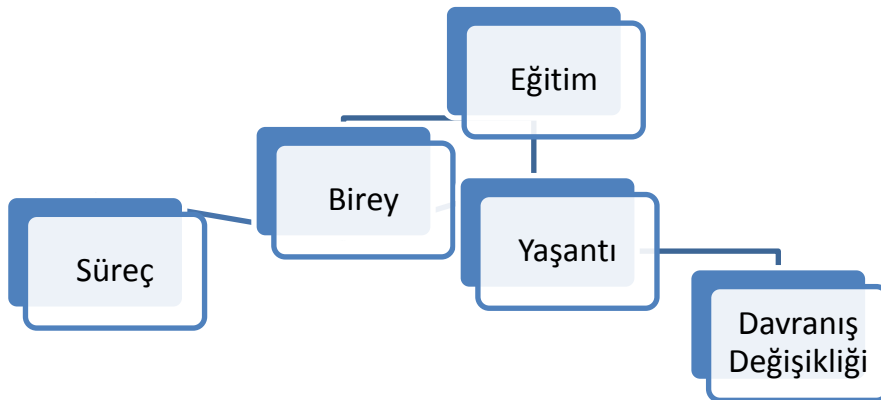 Eğitim
Birey
Yaşantı
Süreç
Davranış
Değişikliği